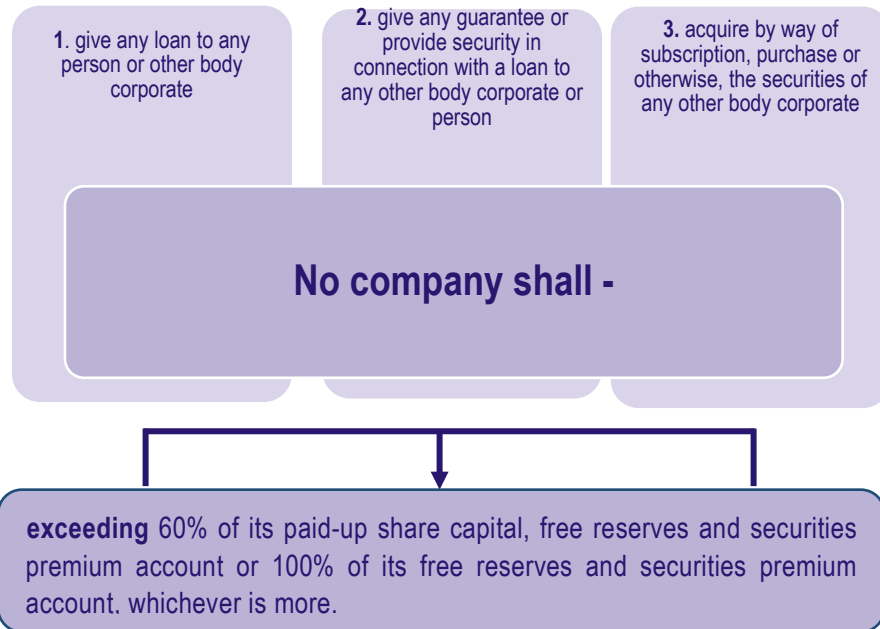 1. give any loan to any
person or other body
corporate
2. give any guarantee or
provide security in
connection with a loan to
any other body corporate or
person
3. acquire by way of
subscription, purchase or
otherwise, the securities of
any other body corporate
No company shall -
exceeding 60% of its paid-up share capital, free reserves and securities
premium account or 100% of its free reserves and securities premium
account, whichever is more.